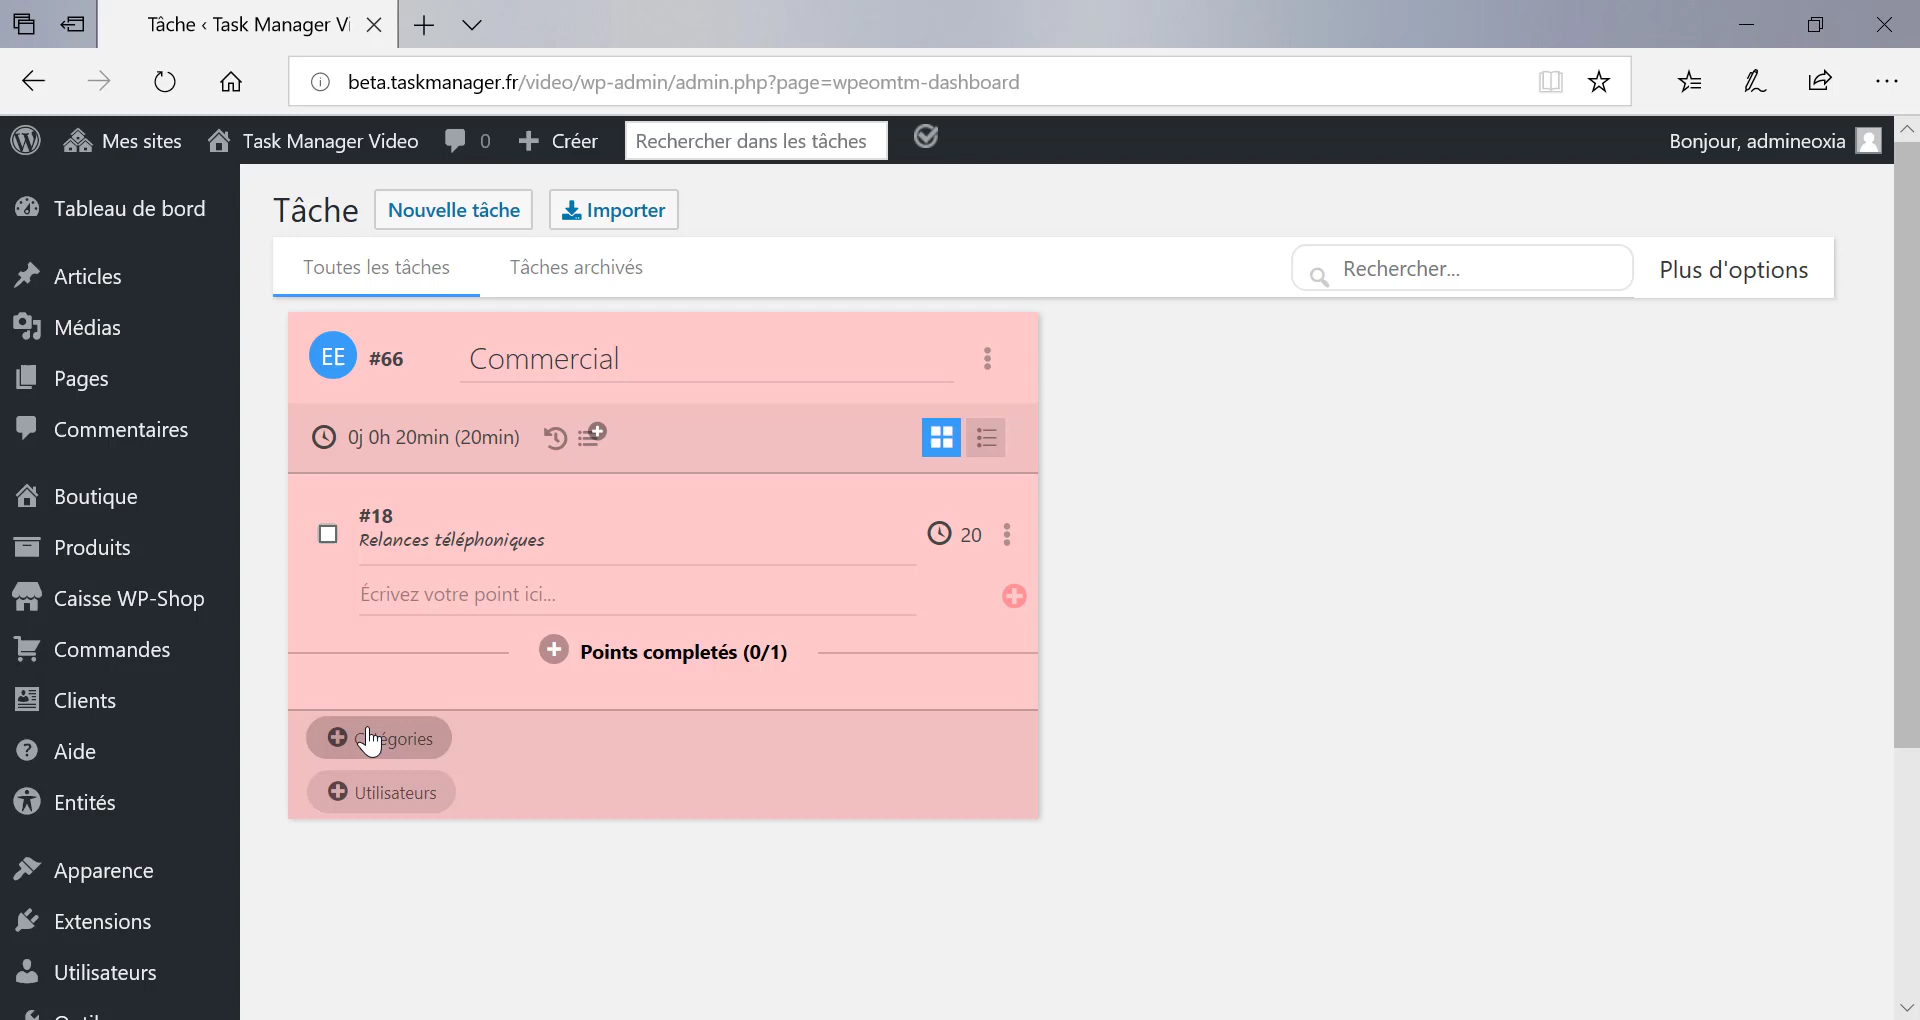 Tâche ‹ Task Manager Vi
beta.taskmanager.fr/video/wp-admin/admin.php?page=wpeomtm-dashboard
Mes sites Task Manager Video 0 Créer Rechercher dans les tâches Bonjour, admineoxia
Tableau de bord
Articles
Médias
Pages
Commentaires
Boutique
Produits
Caisse WP-Shop
Commandes
Clients
Aide
Entités
Apparence
Extensions
Utilisateurs
Tâche Nouvelle tâche Importer
Toutes les tâches Tâches archivés Rechercher... Plus d'options
EE #66 Commercial
0j 0h 20min (20min)
#18
Relances téléphoniques 20
Écrivez votre point ici...
Points completés (0/1)
Utilisateurs